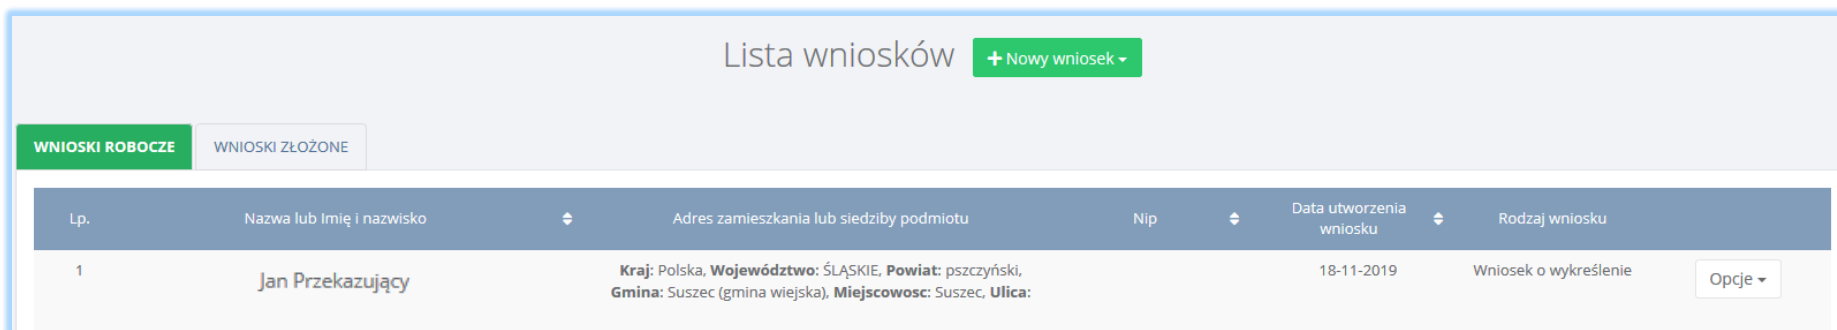 Lista wniosków + Nowy wniosek
WNIOSKI ROBOCZE WNIOSKI ZŁOŻONE
Lp. Nazwa lub Imię i nazwisko Adres zamieszkania lub siedziby podmiotu Nip Data utworzenia wniosku Rodzaj wniosku
1 Jan Przekazujący Kraj: Polska, Województwo: ŚLĄSKIE, Powiat: pszczyński, 18-11-2019 Wniosek o wykreślenie Opcje
Gmina: Suszec (gmina wiejska), Miejscowosc: Suszec, Ulica: